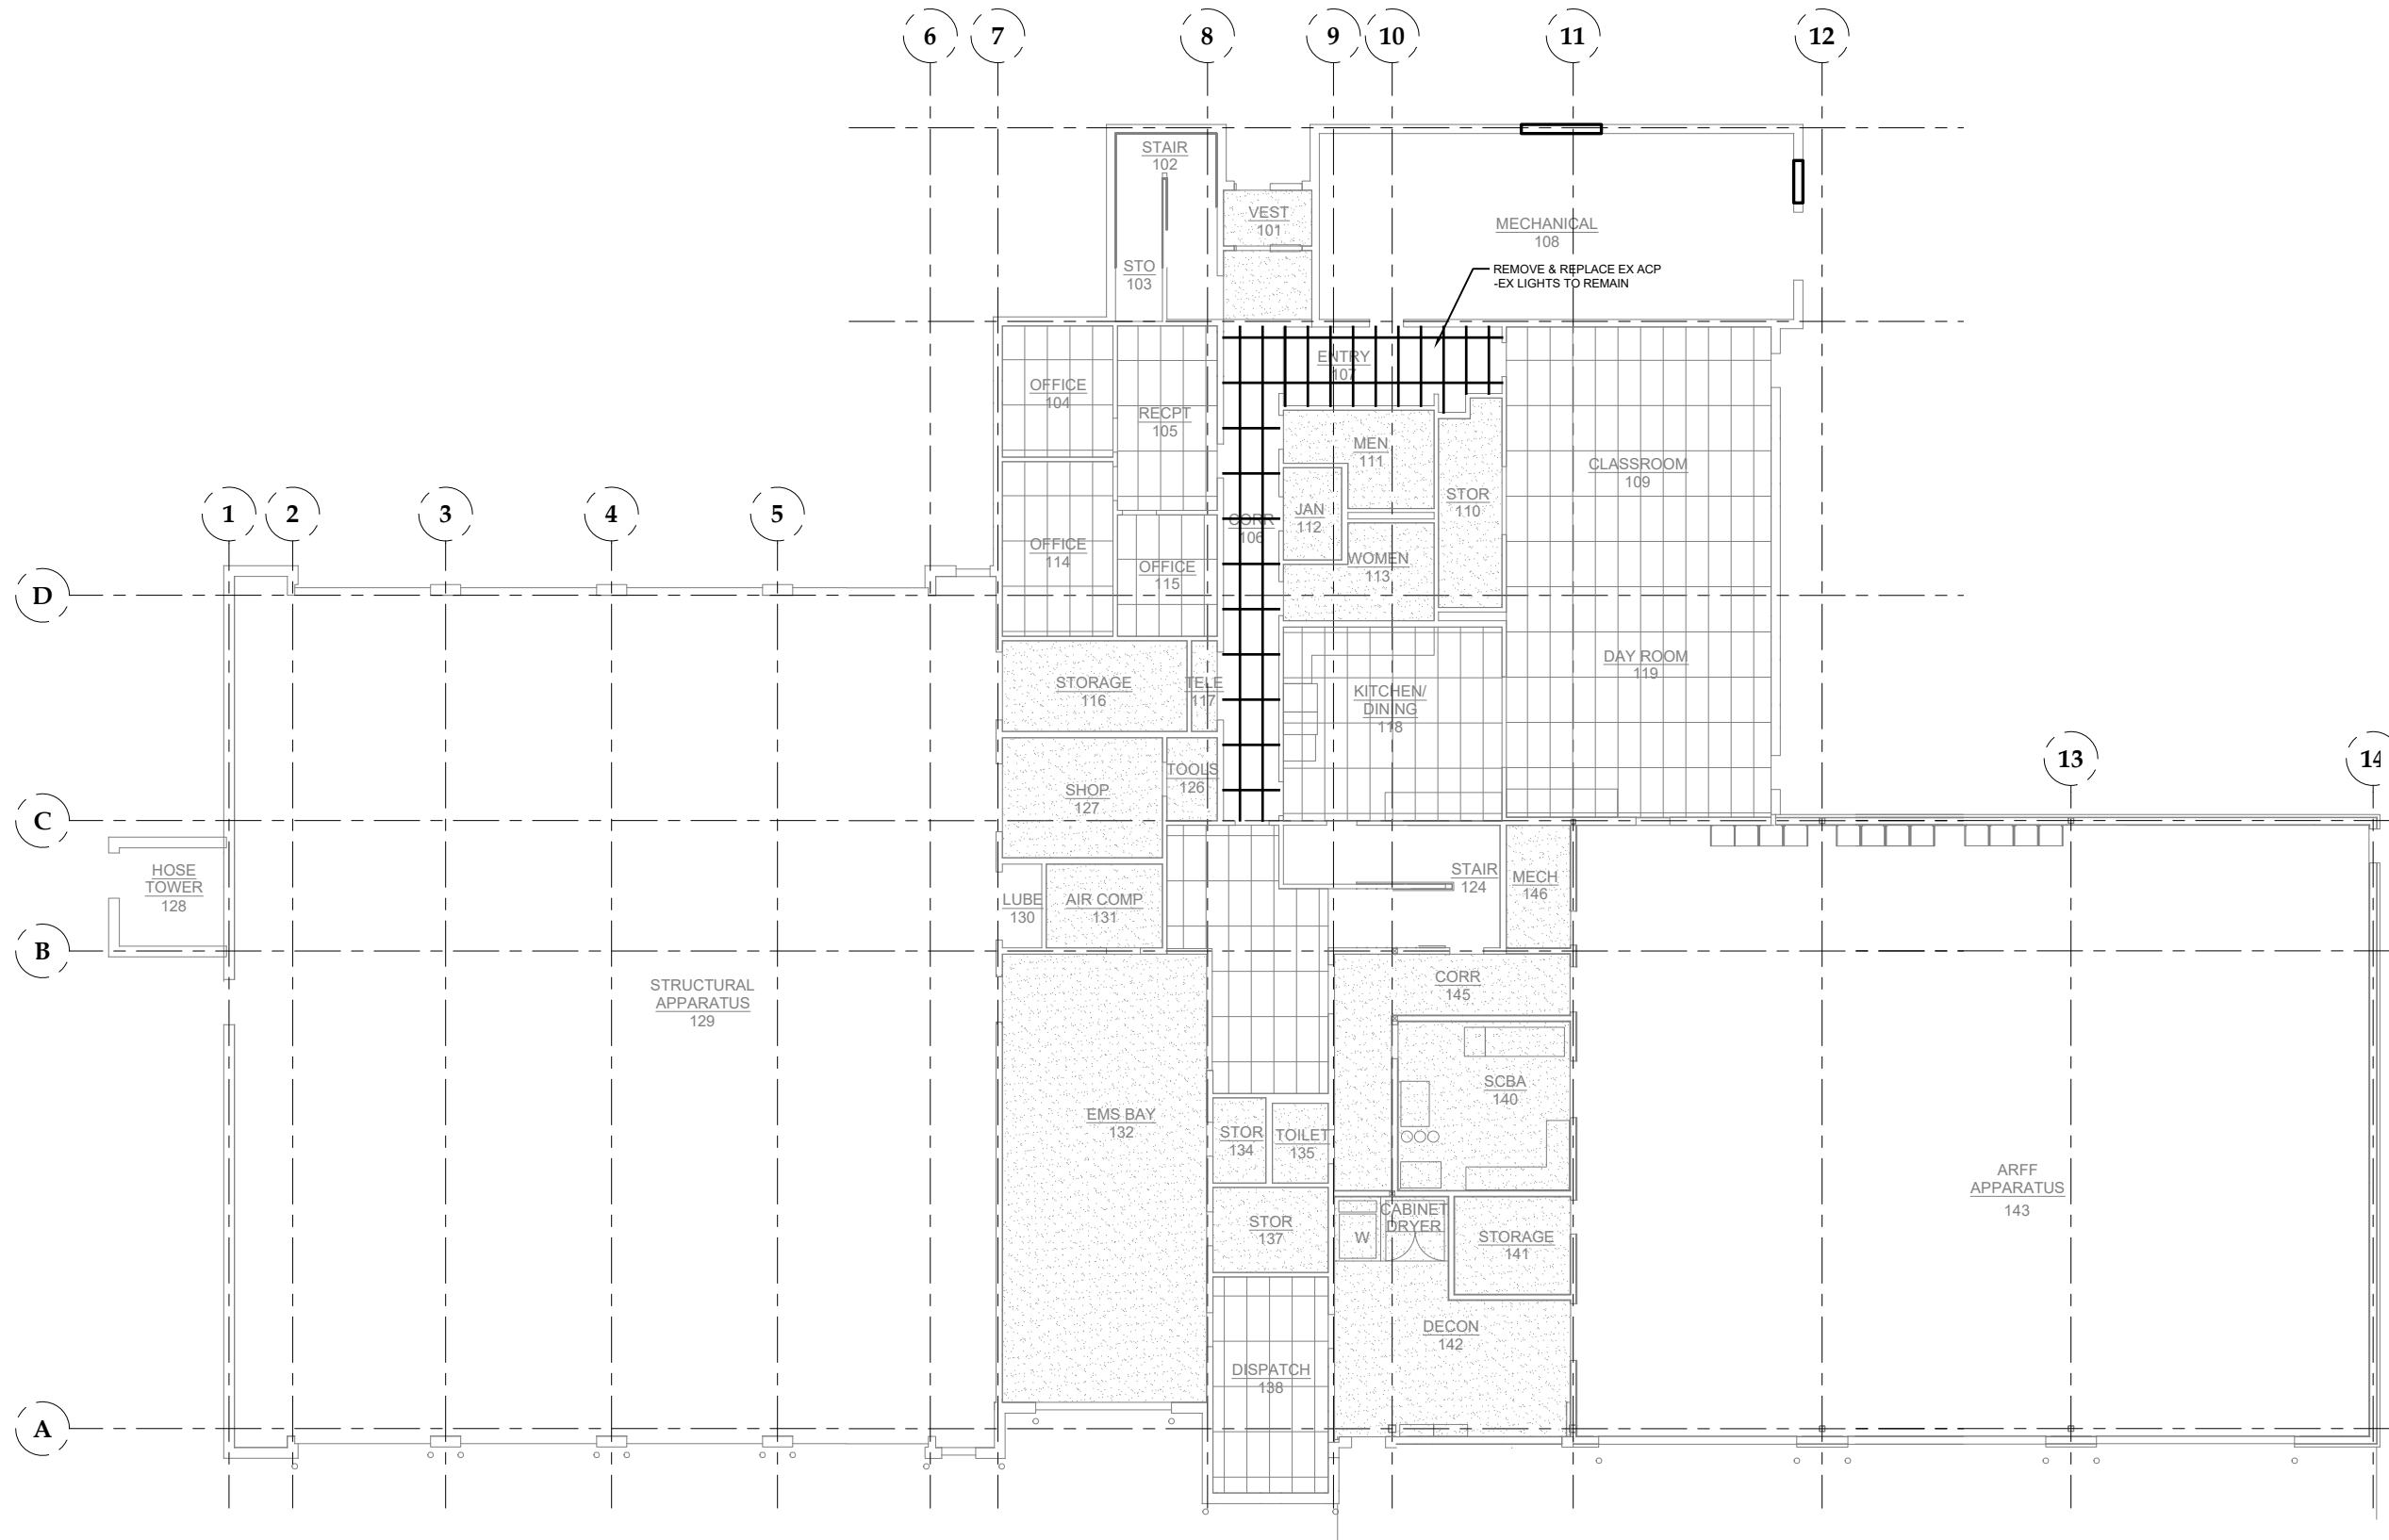 6
7
8
9
10
11
12
STAIR
102
VEST
101
MECHANICAL
108
STO
103
REMOVE & REPLACE EX ACP
-EX LIGHTS TO REMAIN
ENTRY
107
OFFICE
104
RECPT
105
MEN
111
CLASSROOM
109
STOR
110
1
2
3
4
5
JAN
112
CORR
106
OFFICE
114
OFFICE
115
WOMEN
113
D
DAY ROOM
119
STORAGE
116
TELE
117
KITCHEN/
DINING
118
13
14
TOOLS
126
SHOP
127
C
HOSE
TOWER
128
STAIR
124
MECH
146
LUBE
130
AIR COMP
131
B
STRUCTURAL
APPARATUS
129
CORR
145
SCBA
140
EMS BAY
132
STOR
134
TOILET
135
ARFF
APPARATUS
143
CABINET
DRYER
W
STOR
137
STORAGE
141
DECON
142
DISPATCH
138
A